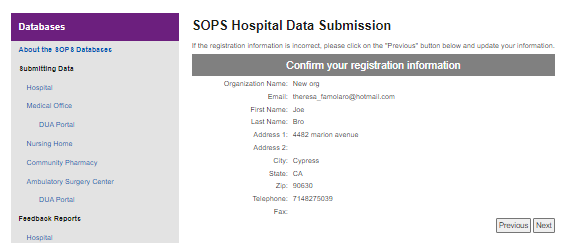 Databases
About the SOPS Databases
Submitting Data
Hospital
Medical Office
DUA Portal
Nursing Home
Community Pharmacy
Ambulatory Surgery Center
DUA Portal
Feedback Reports
Hospital
SOPS Hospital Data Submission
If the registration information is incorrect, please click on the "Previous" button below and update your information.
Confirm your registration information
Organization Name: New org
Email: theresa_famolaro@hotmail.com
First Name: Joe
Last Name: Bro
Address 1: 4482 marion avenue
Address 2:
City: Cypress
State: CA
Zip: 90630
Telephone: 7148275039
Fax:
Previous Next